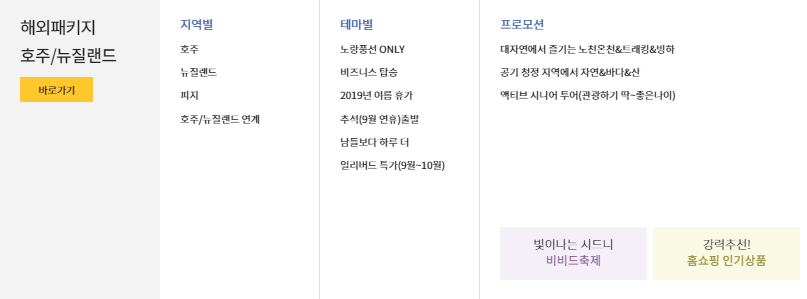 해외패키지
호주/뉴질랜드
바로가기
지역별
호주
뉴질랜드
피지
호주/뉴질랜드 연계
테마별
노랑풍선 ONLY
비즈니스 탑승
2019년 여름 휴가
추석(9월 연휴)출발
남들보다 하루 더
얼리버드 특가(9월~10월)
프로모션
대자연에서 즐기는 노천온천&트래킹&빙하
공기 청정 지역에서 자연&바다&산
액티브 시니어 투어(관광하기 딱~좋은나이)
빛이나는 시드니
비비드축제
강력추천!
홈쇼핑 인기상품